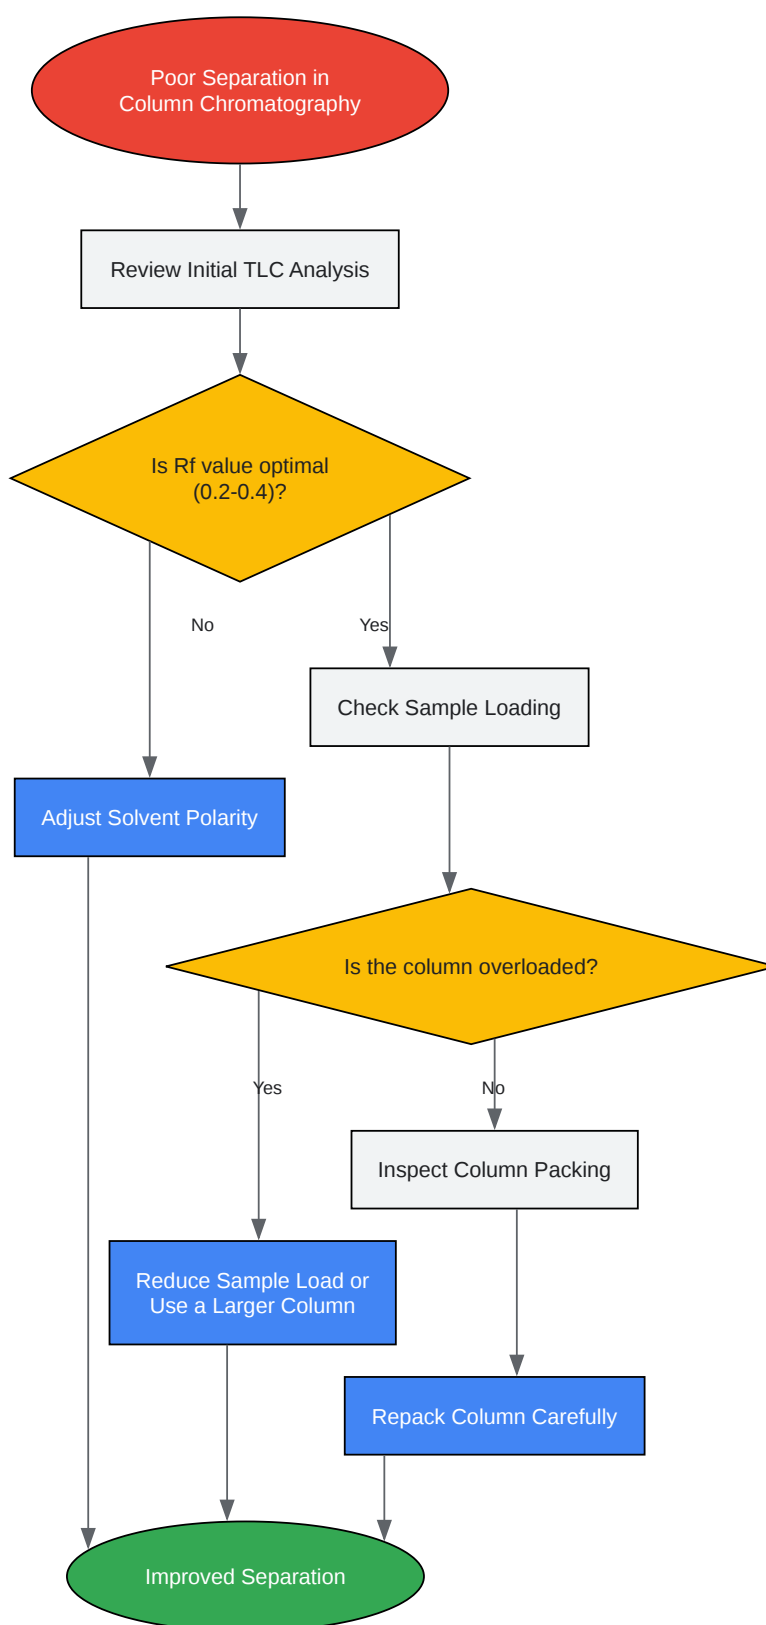 Poor Separation in
Column Chromatography
Review Initial TLC Analysis
Is Rf value optimal
(0.2-0.4)?
No
Yes
Check Sample Loading
Adjust Solvent Polarity
Is the column overloaded?
Yes
No
Inspect Column Packing
Reduce Sample Load or
Use a Larger Column
Repack Column Carefully
Improved Separation